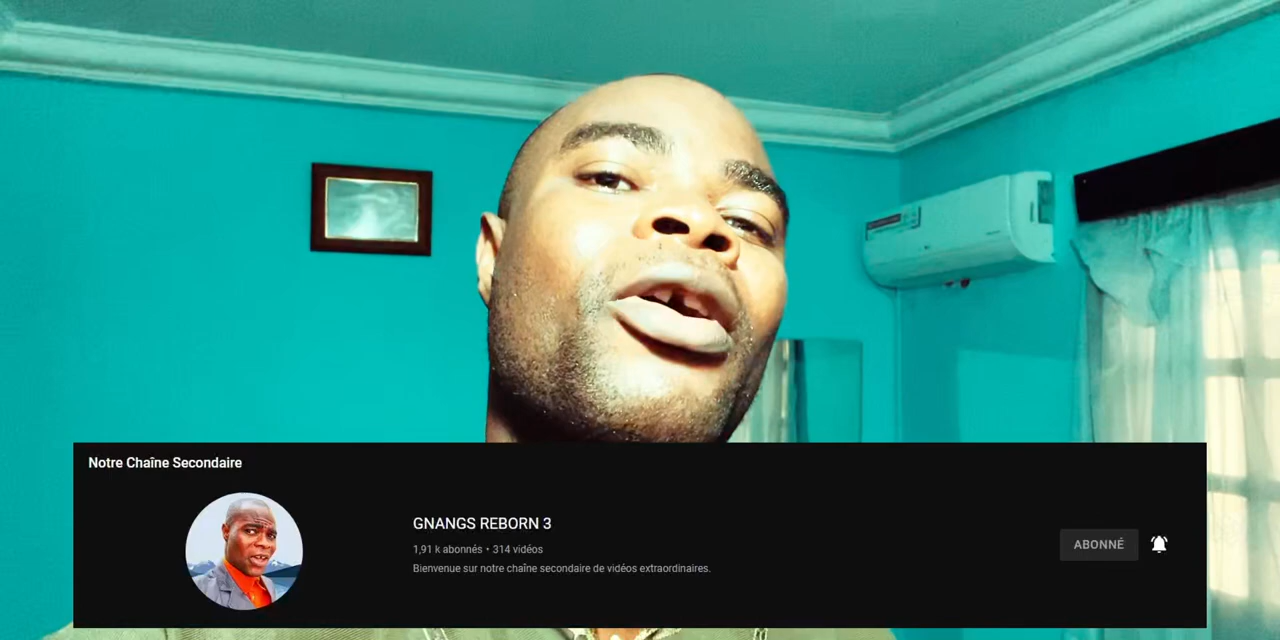 Notre Chaîne Secondaire
GNANGS REBORN 3
1,91 k abonnés • 314 vidéos
ABONNÉ
Bienvenue sur notre chaîne secondaire de vidéos extraordinaires.